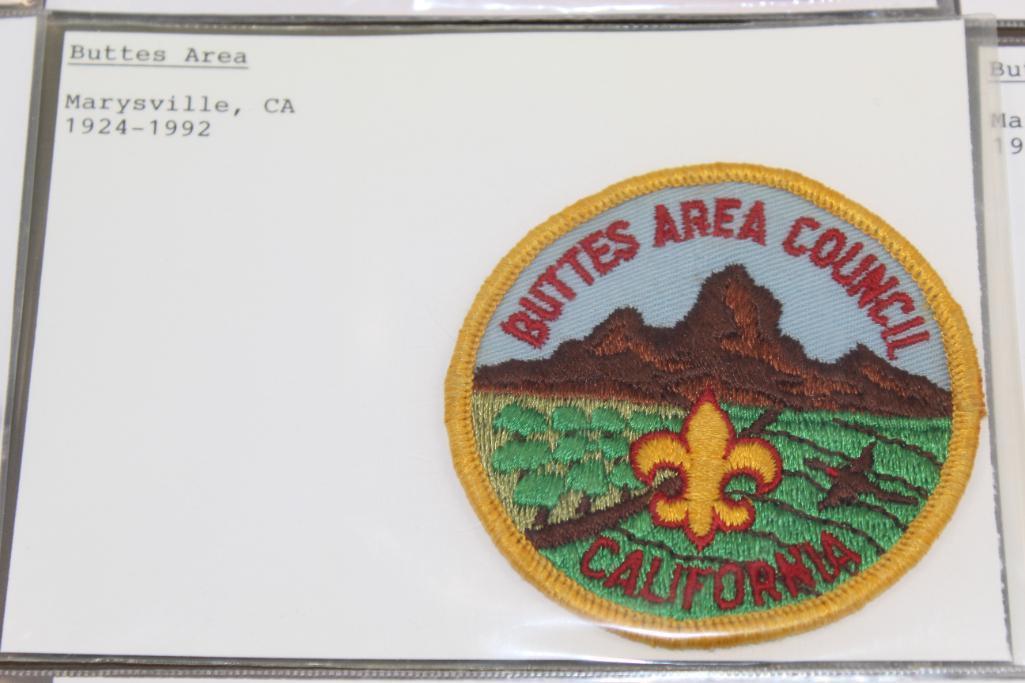 Buttes Area
Marysville, CA
1924-1992
BUTTES AREA COUNCIL
CALIFORNIA